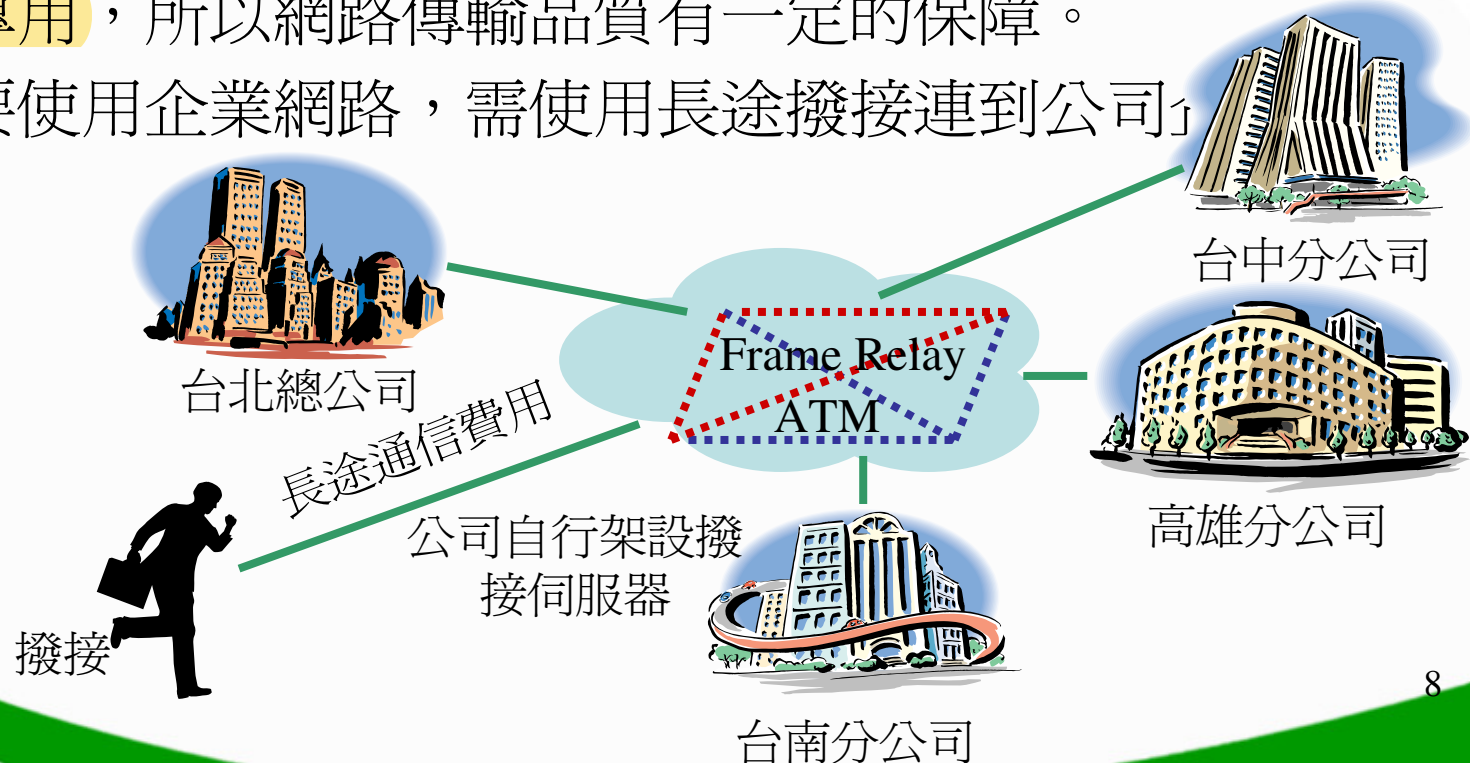 專用，所以網路傳輸品質有一定的保障。
要使用企業網路，需使用長途撥接連到公司
台中分公司
台北總公司
Frame Relay
ATM
長途通信費用
高雄分公司
公司自行架設撥
接伺服器
撥接
台南分公司
8